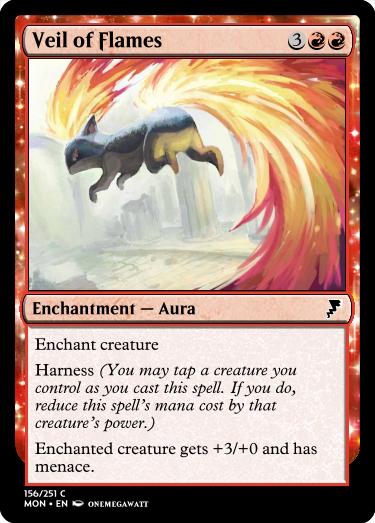 Veil of Flames 3
Enchantment — Aura
Enchant creature
Harness (You may tap a creature you
control as you cast this spell. If you do,
reduce this spell's mana cost by that
creature's power.)
Enchanted creature gets +3/+0 and has
menace.
156/251 C
MON • EN ONEMEGAWATT